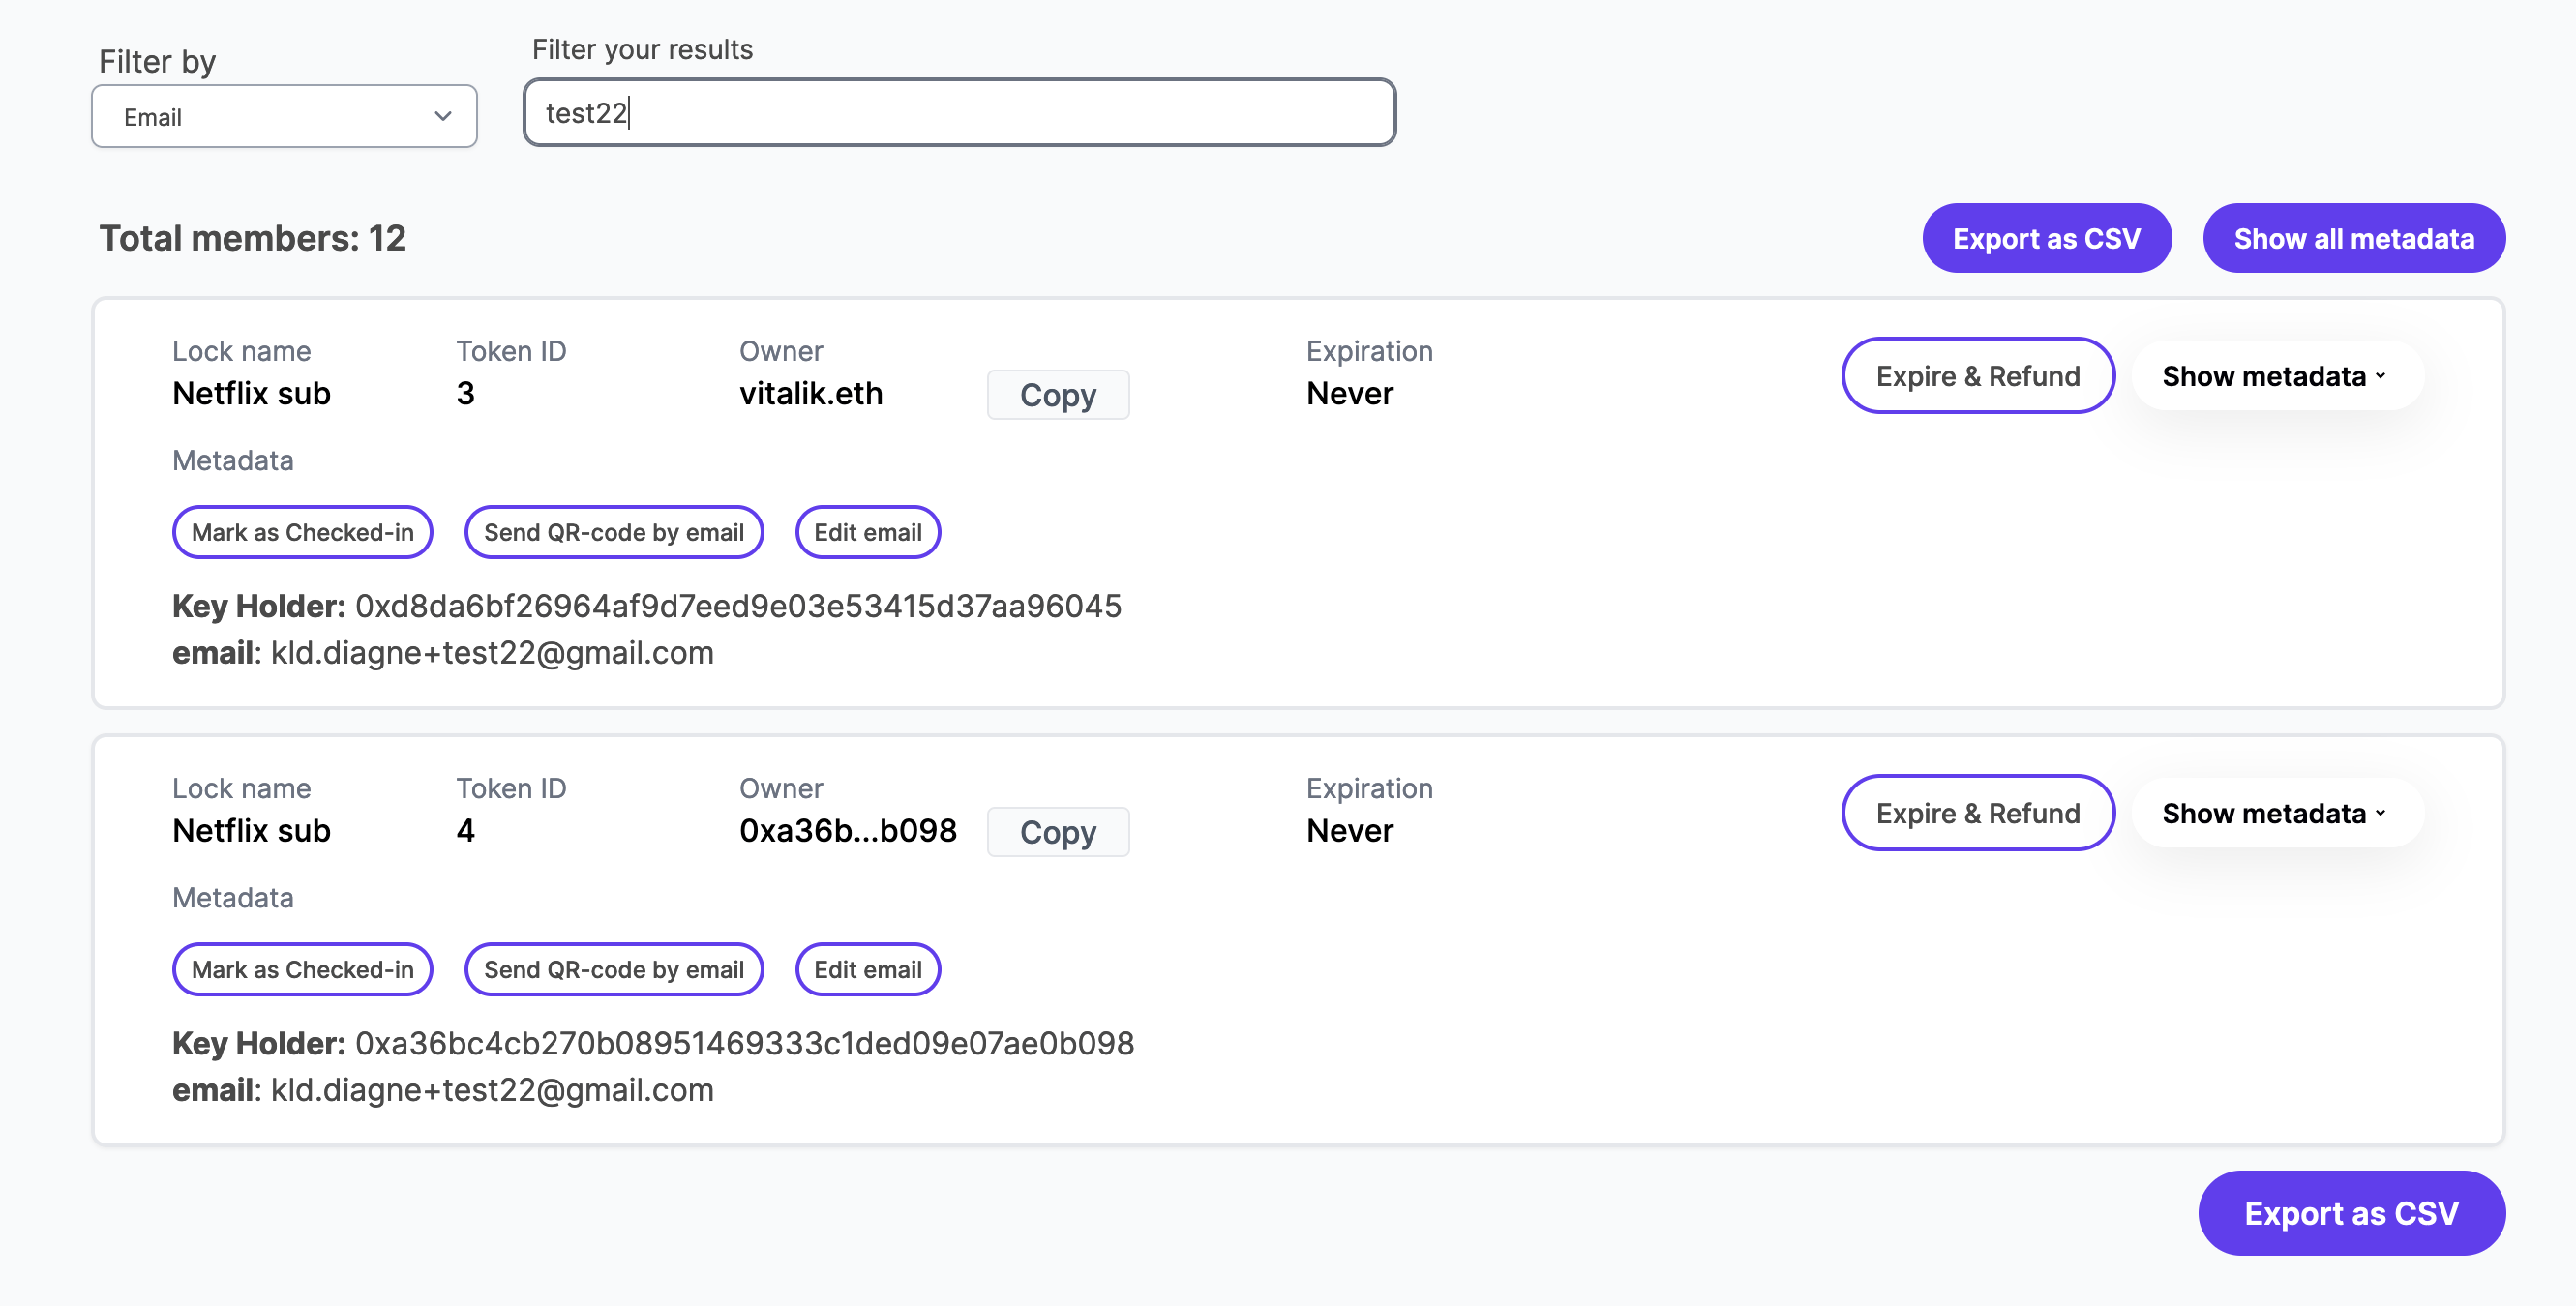 Filter by
Filter your results
Email
test22
Total members: 12
Export as CSV
Show all metadata
Lock name Token ID Owner Expiration
Netflix sub 3 vitalik.eth Copy Never Expire & Refund Show metadata
Metadata
Mark as Checked-in Send QR-code by email Edit email
Key Holder: 0xd8da6bf26964af9d7eed9e03e53415d37aa96045
email: kld.diagne+test22@gmail.com
Lock name Token ID Owner Expiration
Netflix sub 4 0xa36b...b098 Copy Never Expire & Refund Show metadata
Metadata
Mark as Checked-in Send QR-code by email Edit email
Key Holder: 0xa36bc4cb270b08951469333c1ded09e07ae0b098
email: kld.diagne+test22@gmail.com
Export as CSV